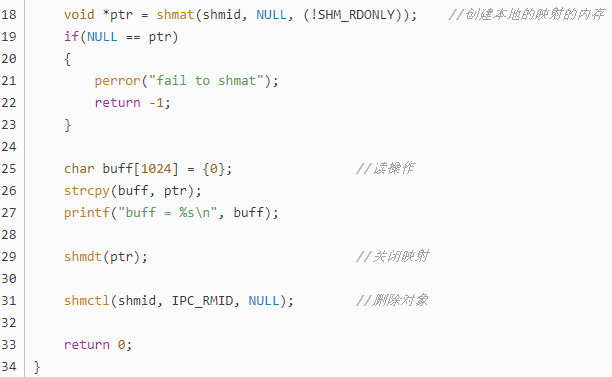 18 void *ptr = shmat(shmid, NULL, (!SHM_RDONLY)); //创建本地的映射的内存
19 if(NULL == ptr)
20 {
21 perror("fail to shmat");
22 return -1;
23 }
24
25 char buff[1024] = {0}; //读操作
26 strcpy(buff, ptr);
27 printf("buff = %s\n", buff);
28
29 shmdt(ptr); //关闭映射
30
31 shmctl(shmid, IPC_RMID, NULL); //删除对象
32
33 return 0;
34 }